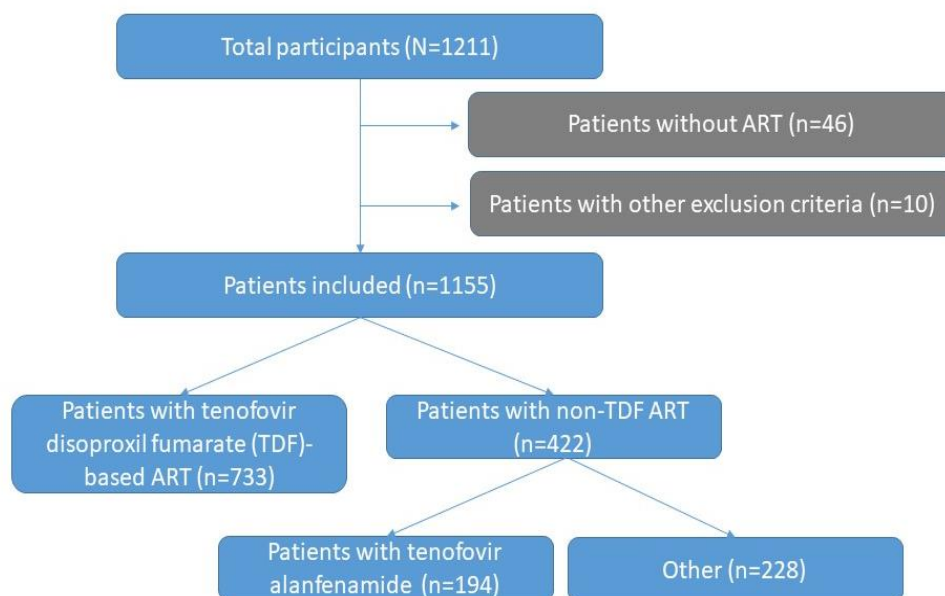 Total participants (N=1211)
Patients without ART (n=46)
Patients with other exclusion criteria (n=10)
Patients included (n=1155)
Patients with tenofovir
disoproxil fumarate (TDF)-
based ART (n=733)
Patients with non-TDF ART
(n=422)
Patients with tenofovir
alanfenamide (n=194)
Other (n=228)